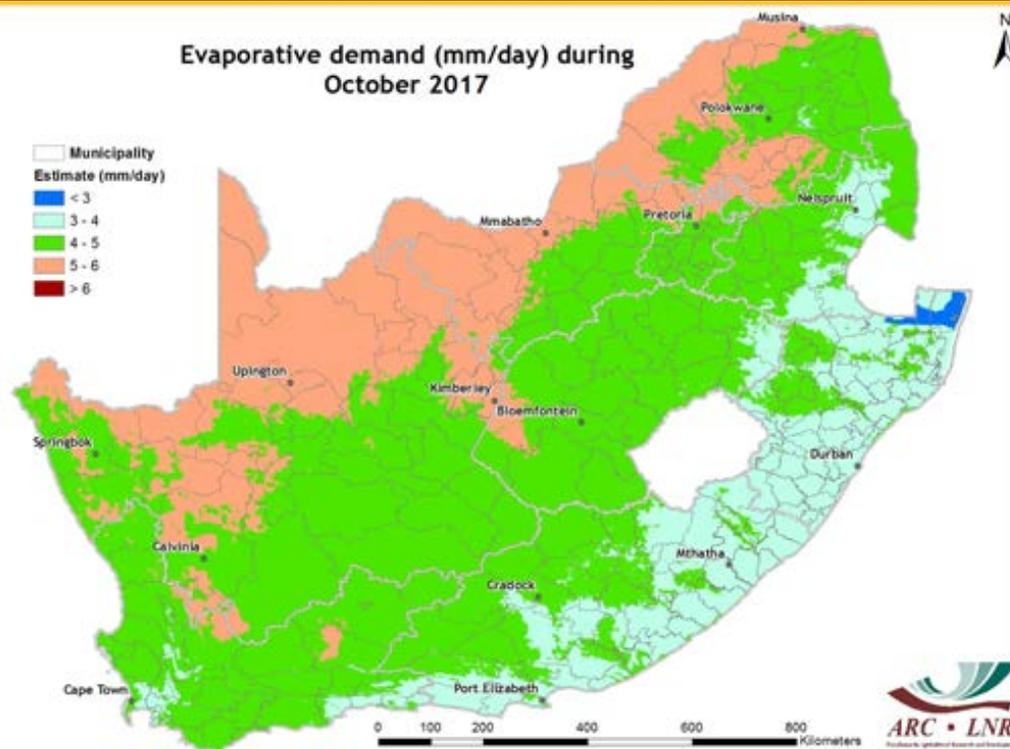 Evaporative demand (mm/day) during
October 2017
N
Municipality
Estimate (mm/day)
< 3
3 - 4
4 - 5
5 - 6
> 6
Musina
Polokwane
Nelspruit
Pretoria
Mmabatho
Upington
Kimberley
Bloemfontein
Springbok
Durban
Calvinia
Mthatha
Cradock
Cape Town
Port Elizabeth
0 100 200 400 600 800
Kilometers
ARC • LNR